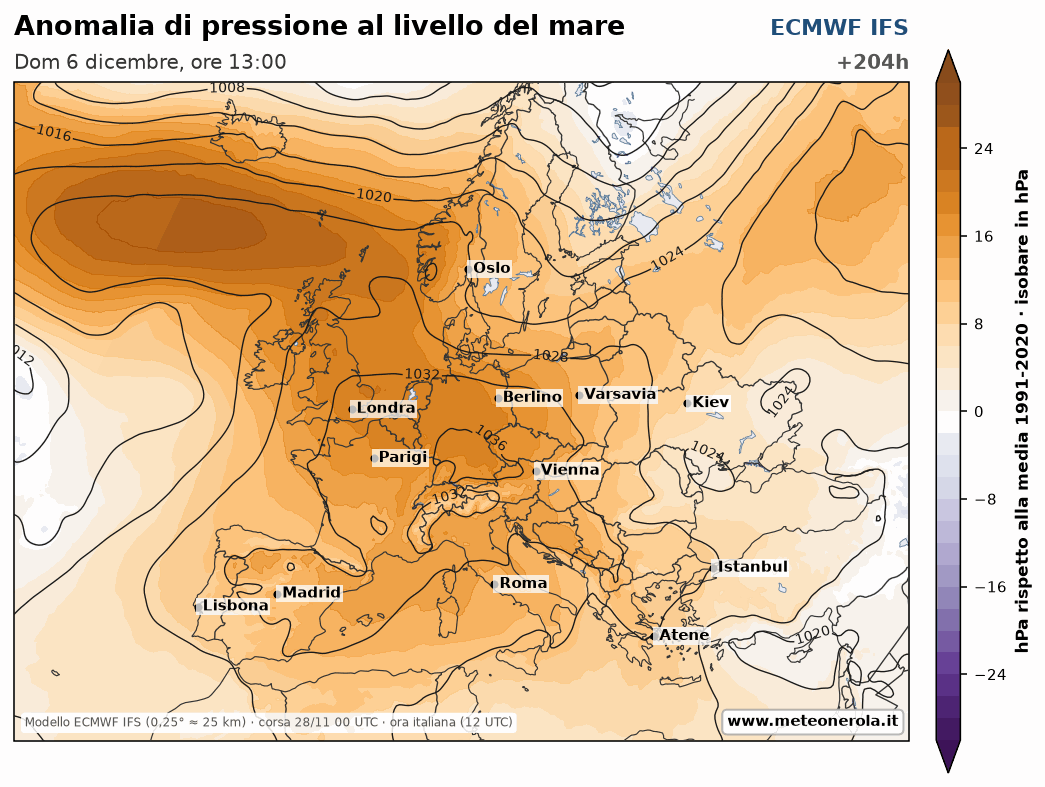 Anomalia di pressione al livello del mare
ECMWF IFS
Dom 6 dicembre, ore 13:00
+204h
1008
1016
1020
1024
Oslo
012
1028
1032
Londra
Berlino
Varsavia
Kiev
1024
1036
Parigi
Vienna
1024
1032
Istanbul
Roma
Madrid
Lisbona
Atene
1020
Modello ECMWF IFS (0,25° ≈ 25 km) · corsa 28/11 00 UTC · ora italiana (12 UTC)
www.meteonerola.it
24
16
8
0
−8
−16
−24
hPa rispetto alla media 1991-2020 · isobare in hPa